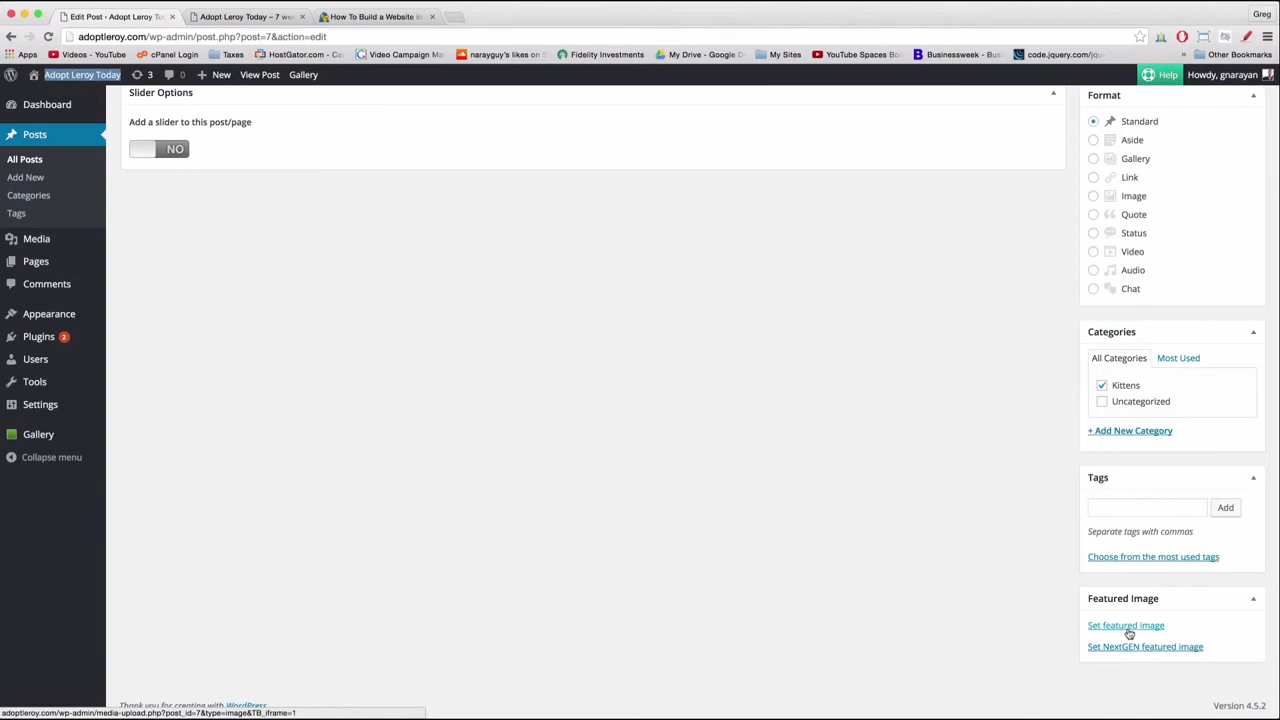 Edit Post ‹ Adopt Leroy To
Adopt Leroy Today – 7 wee
How To Build a Website in
Greg
adoptleroy.com/wp-admin/post.php?post=7&action=edit
Apps
Videos - YouTube
cPanel Login
Taxes
HostGator.com - Ca
Video Campaign Ma
narayguy's likes on S
Fidelity Investments
My Drive - Google D
My Sites
YouTube Spaces Bo
Businessweek - Bus
code.jquery.com/jqu
»
Other Bookmarks
Adopt Leroy Today
3
0
+ New
View Post
Gallery
Help
Howdy, gnarayan
Dashboard
Posts
All Posts
Add New
Categories
Tags
Media
Pages
Comments
Appearance
Plugins 2
Users
Tools
Settings
Gallery
Collapse menu
Slider Options
Add a slider to this post/page
NO
Format
Standard
Aside
Gallery
Link
Image
Quote
Status
Video
Audio
Chat
Categories
All Categories
Most Used
Kittens
Uncategorized
+ Add New Category
Tags
Add
Separate tags with commas
Choose from the most used tags
Featured Image
Set featured image
Set NextGEN featured image
Thank you for creating with WordPress
Version 4.5.2
adoptleroy.com/wp-admin/media-upload.php?post_id=7&type=image&TB_iframe=1